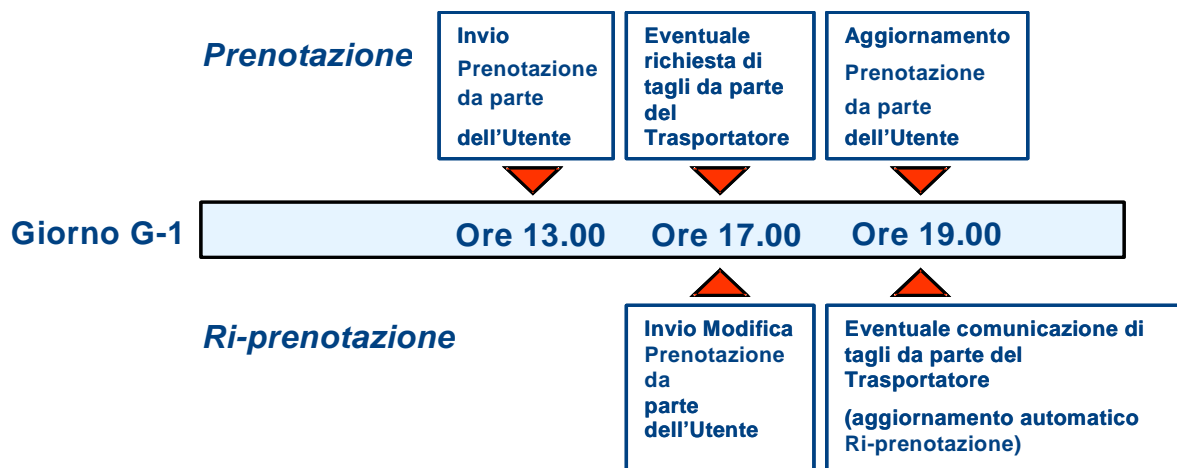 Prenotazione
Invio
Prenotazione
da parte
dell’Utente
Eventuale
richiesta di
tagli da parte
del
Trasportatore
Aggiornamento
Prenotazione
da parte
dell’Utente
Giorno G-1
Ore 13.00
Ore 17.00
Ore 19.00
Ri-prenotazione
Invio Modifica
Prenotazione
da
parte
dell’Utente
Eventuale comunicazione di
tagli da parte del
Trasportatore
(aggiornamento automatico
Ri-prenotazione)